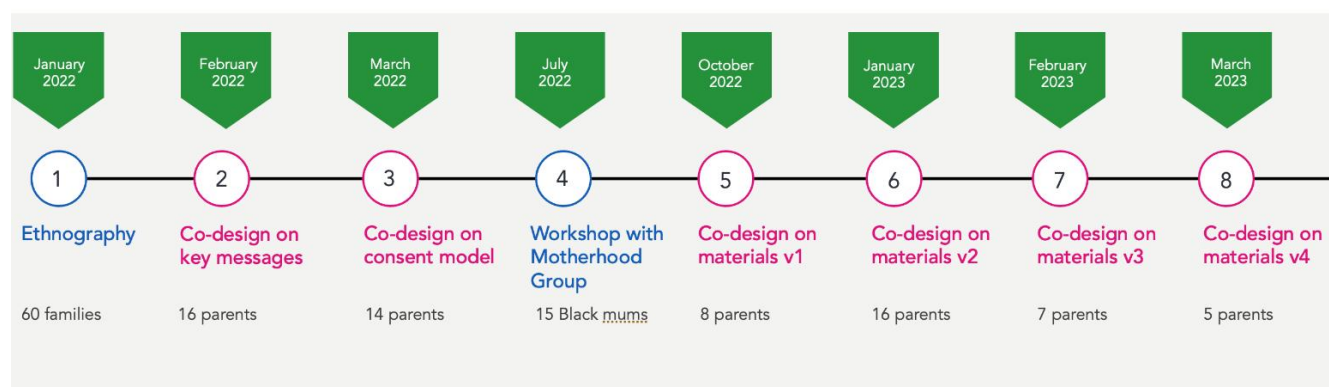 January
2022
February
2022
March
2022
July
2022
October
2022
January
2023
February
2023
March
2023
1
2
3
4
5
6
7
8
Ethnography
60 families
Co-design on
key messages
16 parents
Co-design on
consent model
14 parents
Workshop with
Motherhood
Group
15 Black mums
Co-design on
materials v1
8 parents
Co-design on
materials v2
16 parents
Co-design on
materials v3
7 parents
Co-design on
materials v4
5 parents